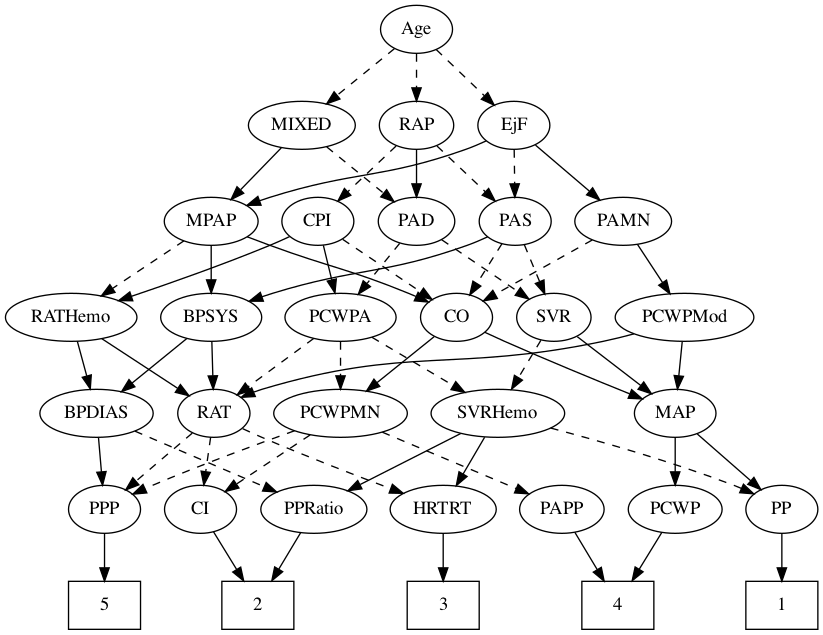 Age
MIXED RAP EjF
MPAP CPI PAD PAS PAMN
RATHemo BPSYS PCWPA CO SVR PCWPMod
BPDIAS RAT PCWPMN SVRHemo MAP
PPP CI PPRatio HRTRT PAPP PCWP PP
5 2 3 4 1